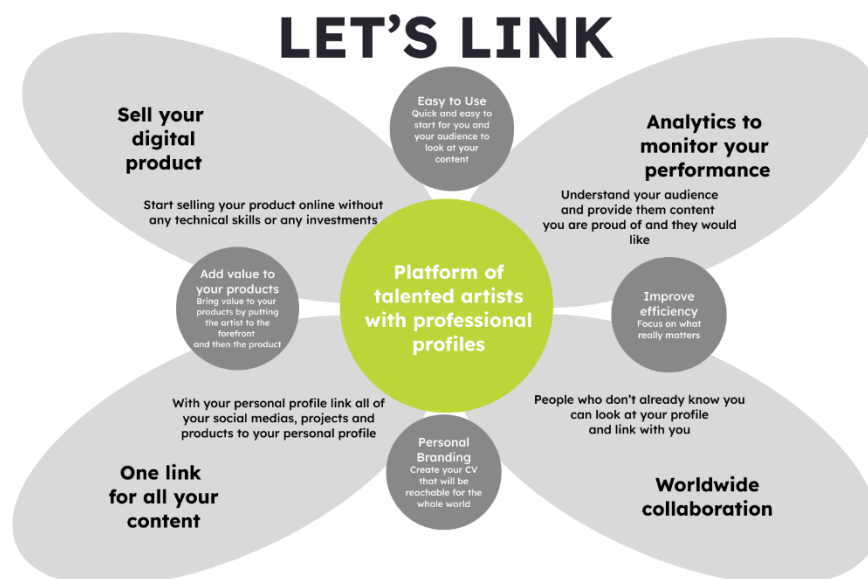 LET'S LINK
Sell your
digital
product
Start selling your product online without
any technical skills or any investments
Easy to Use
Quick and easy to
start for you and
your audience to
look at your
content
Analytics to
monitor your
performance
Understand your audience
and provide them content
you are proud of and they would
like
Add value to
your products
Bring value to your
products by putting
the artist to the
forefront
and then the product
Platform of
talented artists
with professional
profiles
Improve
efficiency
Focus on what
really matters
With your personal profile link all of
your social medias, projects and
products to your personal profile
One link
for all your
content
Personal
Branding
Create your CV
that will be
reachable for the
whole world
People who don't already know you
can look at your profile
and link with you
Worldwide
collaboration